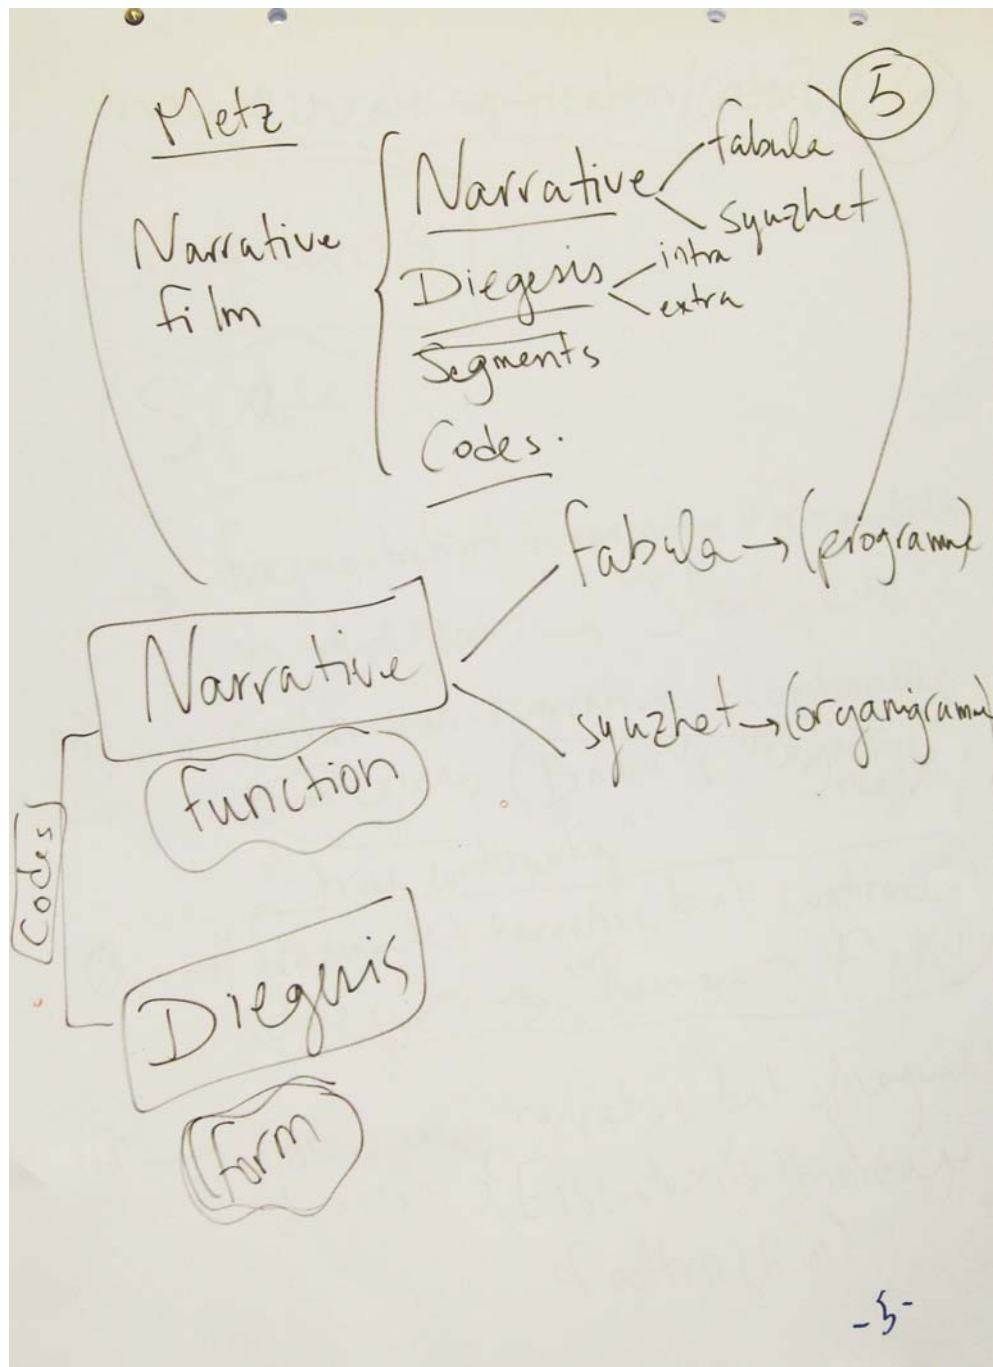 5
Metz
Narrative
film
Narrative
fabula
syuzhet
Diegesis
intra
extra
Segments
Codes.
fabula → (programme)
syuzhet → (organigramme)
Narrative
function
Codes
Diegesis
form
-5-